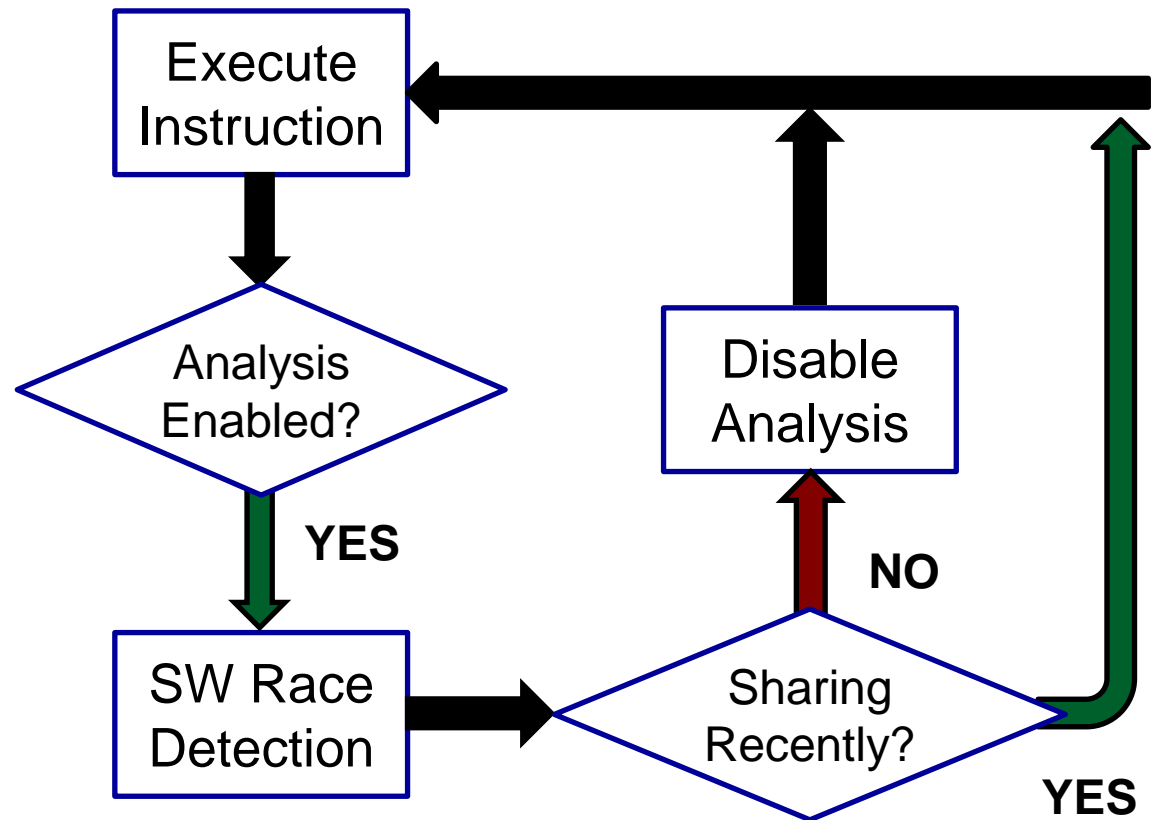 Execute
Instruction
Analysis
Enabled?
YES
SW Race
Detection
Sharing
Recently?
NO
Disable
Analysis
YES